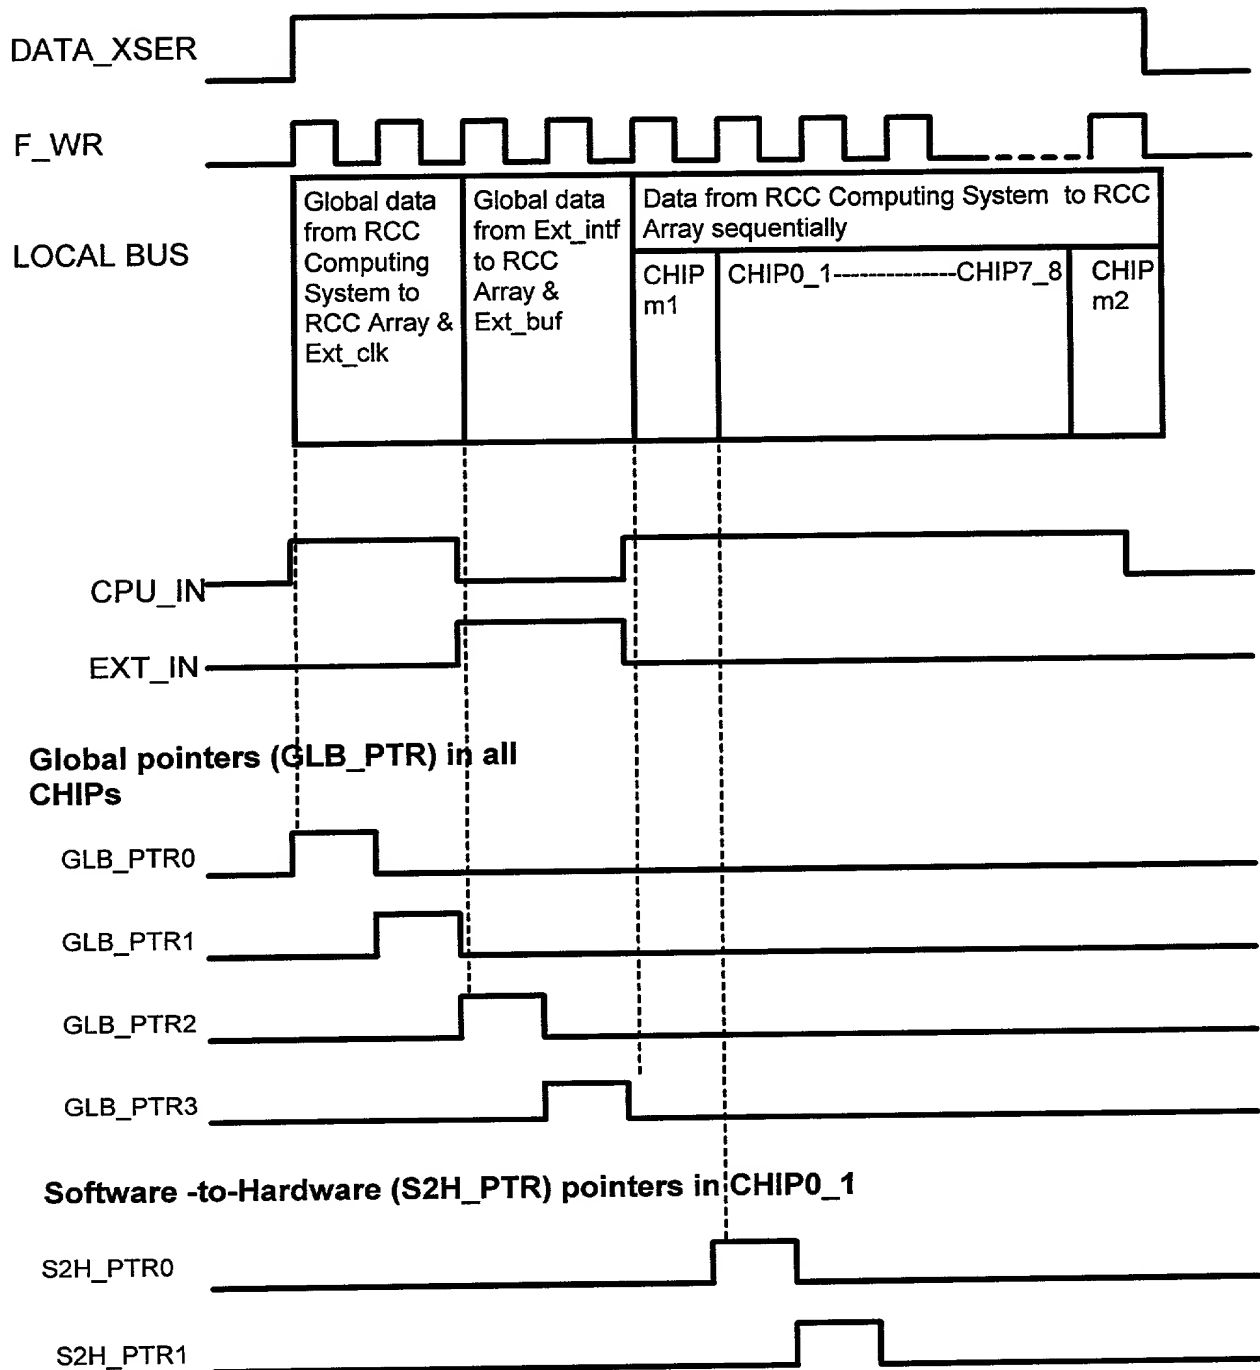 DATA_XSER
F_WR
LOCAL BUS
Global data
from RCC
Computing
System to
RCC Array &
Ext_clk
Global data
from Ext_intf
to RCC
Array &
Ext_buf
Data from RCC Computing System to RCC
Array sequentially
CHIP
m1
CHIP0_1--------------CHIP7_8
CHIP
m2
CPU_IN
EXT_IN
Global pointers (GLB_PTR) in all
CHIPs
GLB_PTR0
GLB_PTR1
GLB_PTR2
GLB_PTR3
Software -to-Hardware (S2H_PTR) pointers in CHIP0_1
S2H_PTR0
S2H_PTR1